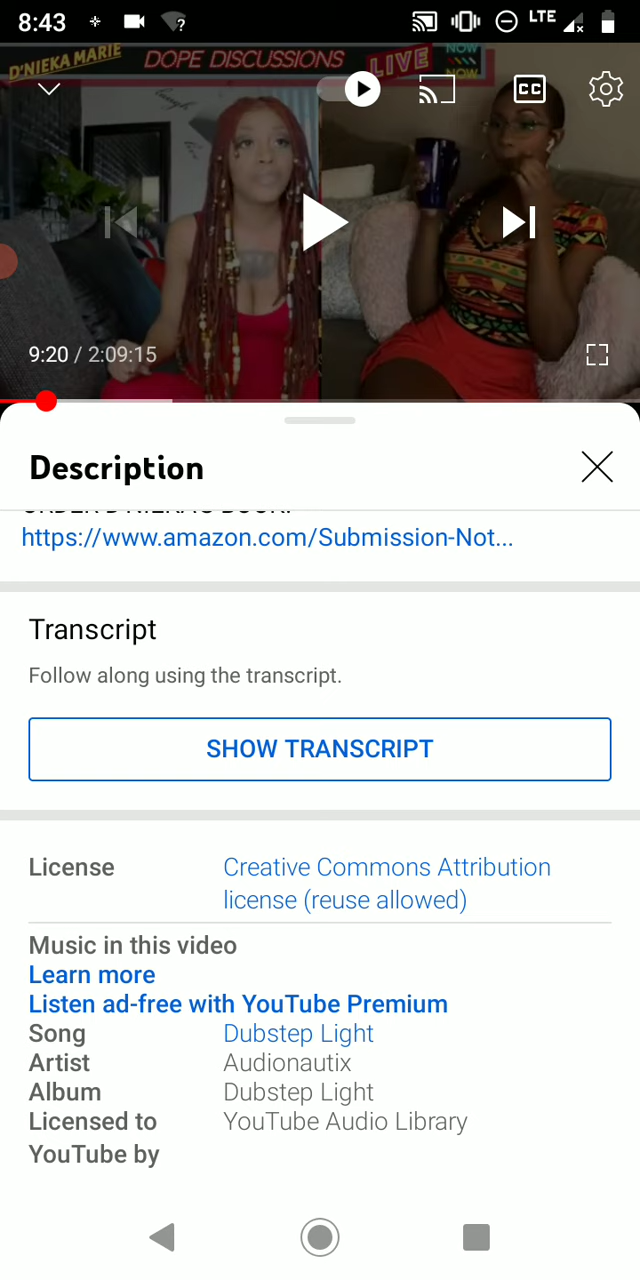 8:43
?
LTE
D'NIEKA MARIE
DOPE DISCUSSIONS
LIVE
NOW
NOW
CC
9:20 / 2:09:15
Description
https://www.amazon.com/Submission-Not...
Transcript
Follow along using the transcript.
SHOW TRANSCRIPT
License
Creative Commons Attribution
license (reuse allowed)
Music in this video
Learn more
Listen ad-free with YouTube Premium
Song Dubstep Light
Artist Audionautix
Album Dubstep Light
Licensed to YouTube Audio Library
YouTube by